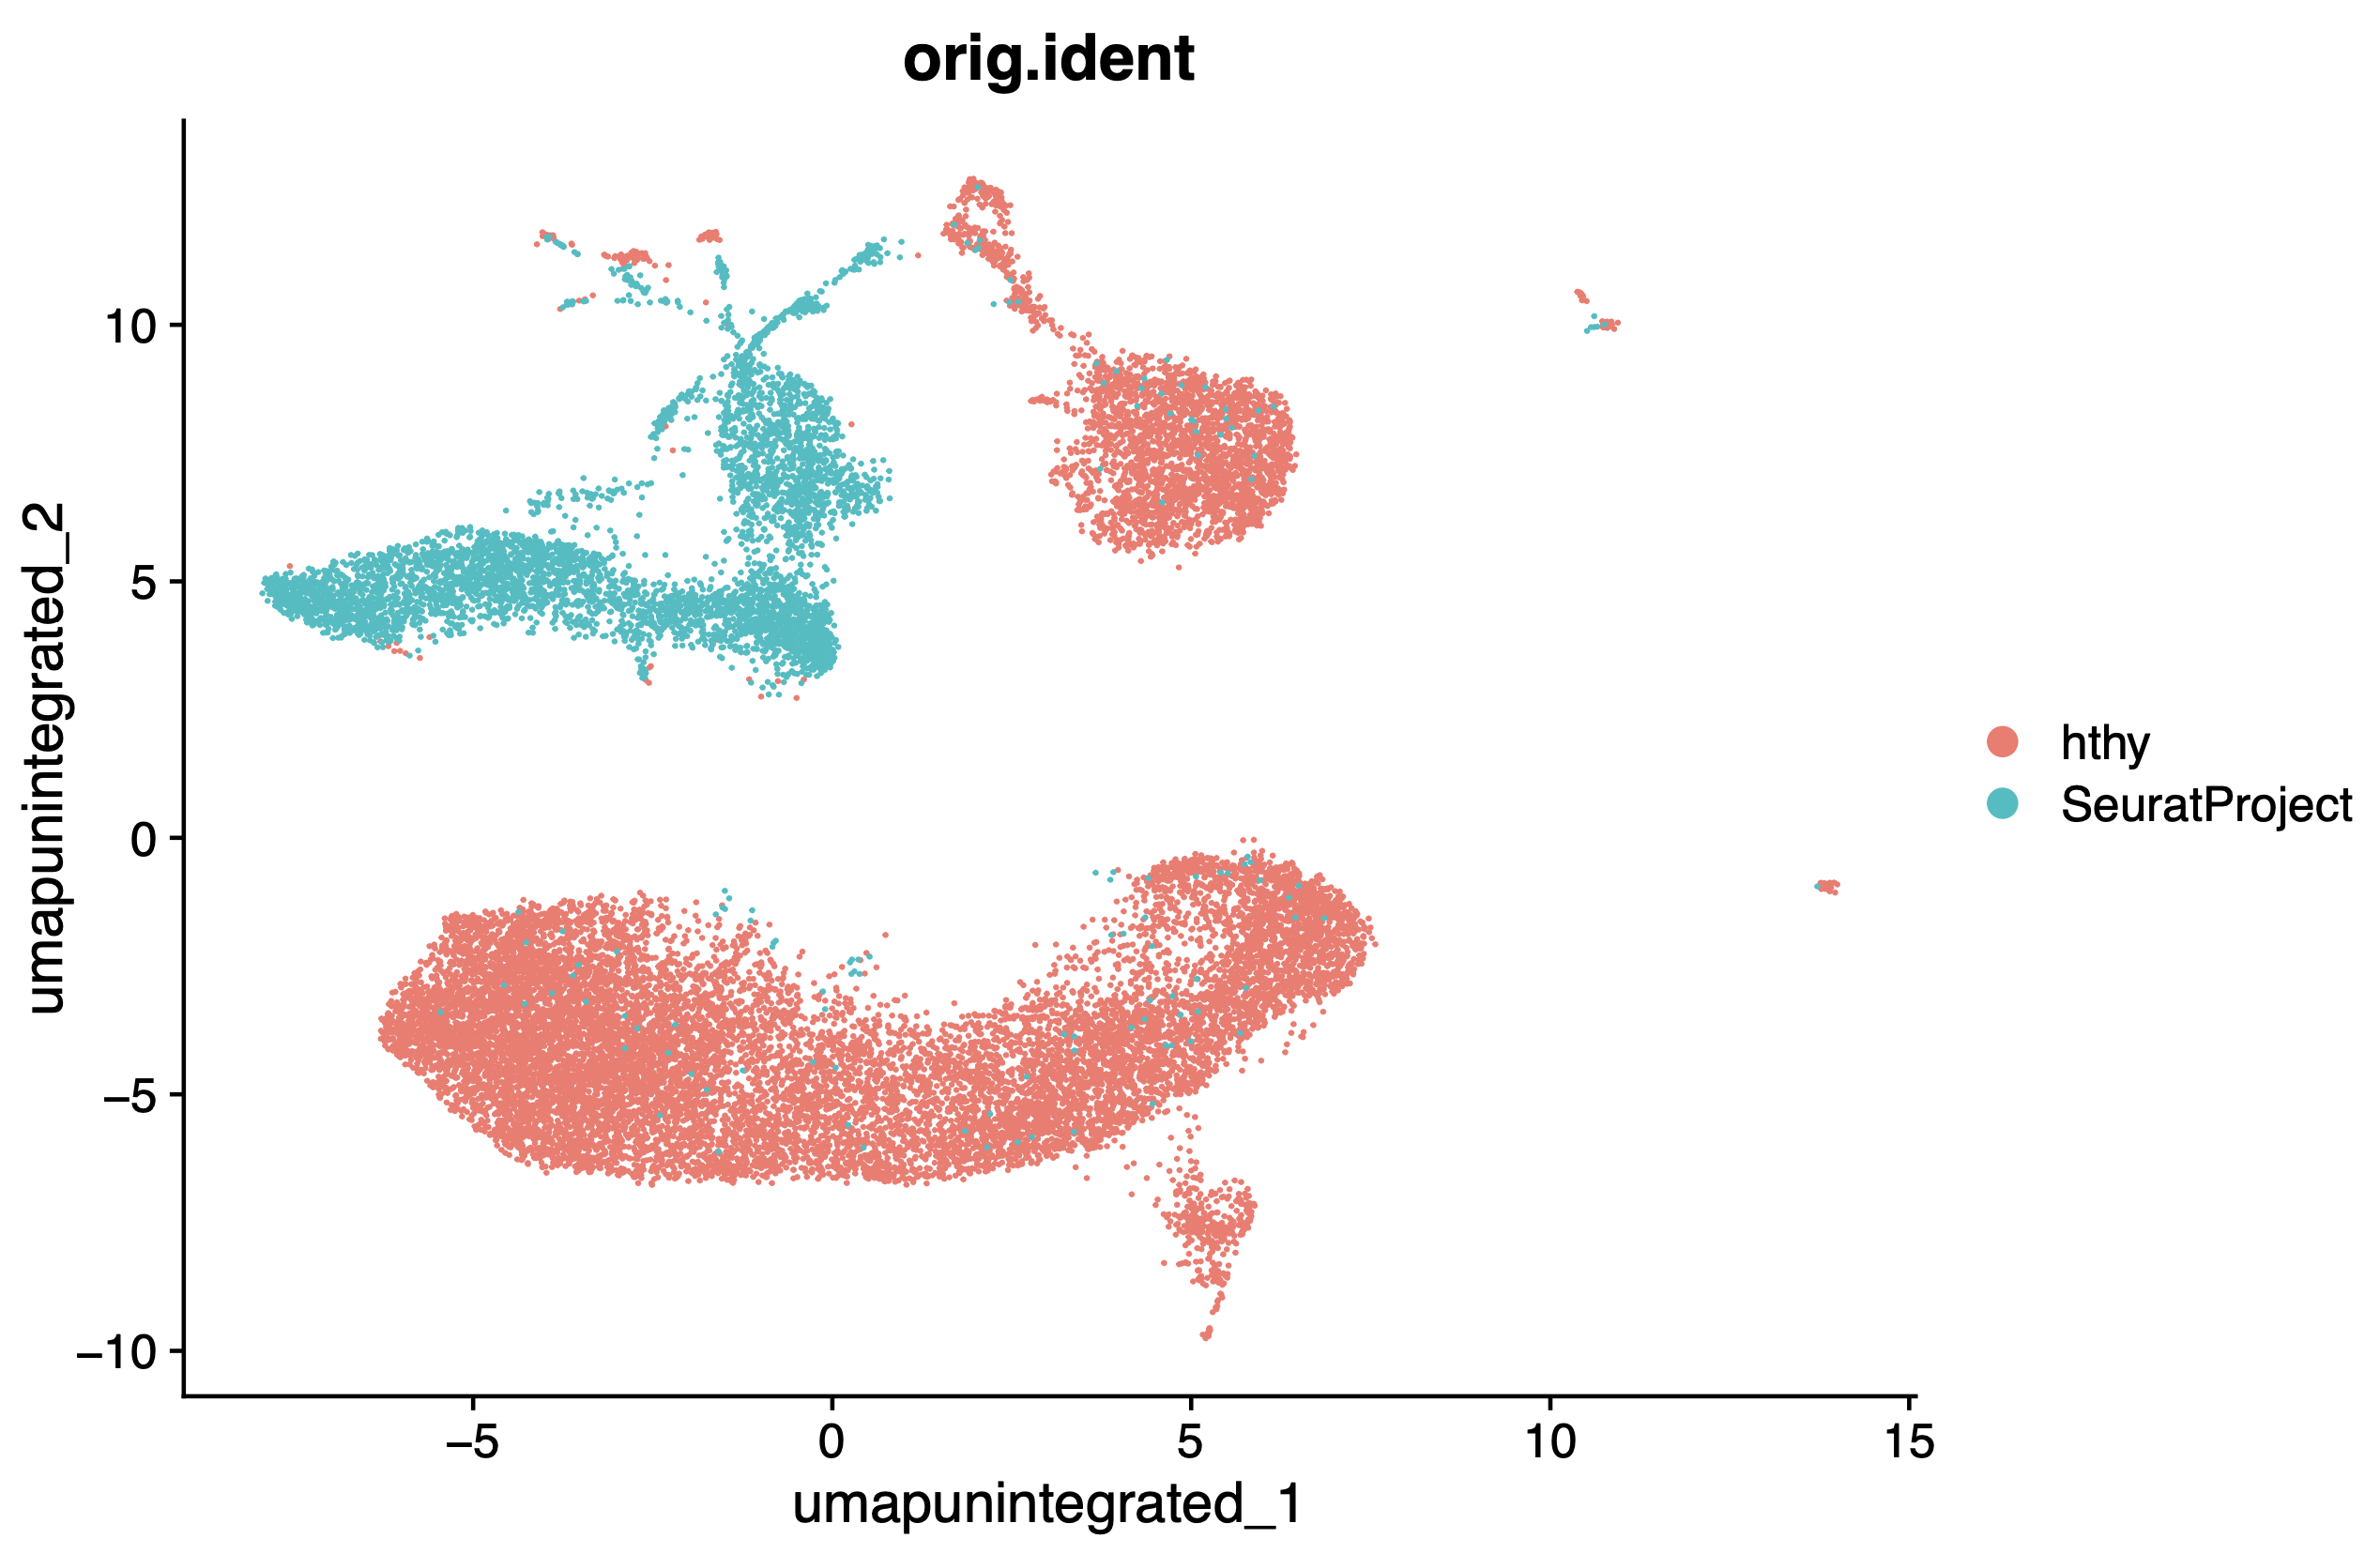 orig.ident
umapunintegrated_2
10
5
0
−5
−10
−5
0
5
10
15
umapunintegrated_1
hthy
SeuratProject